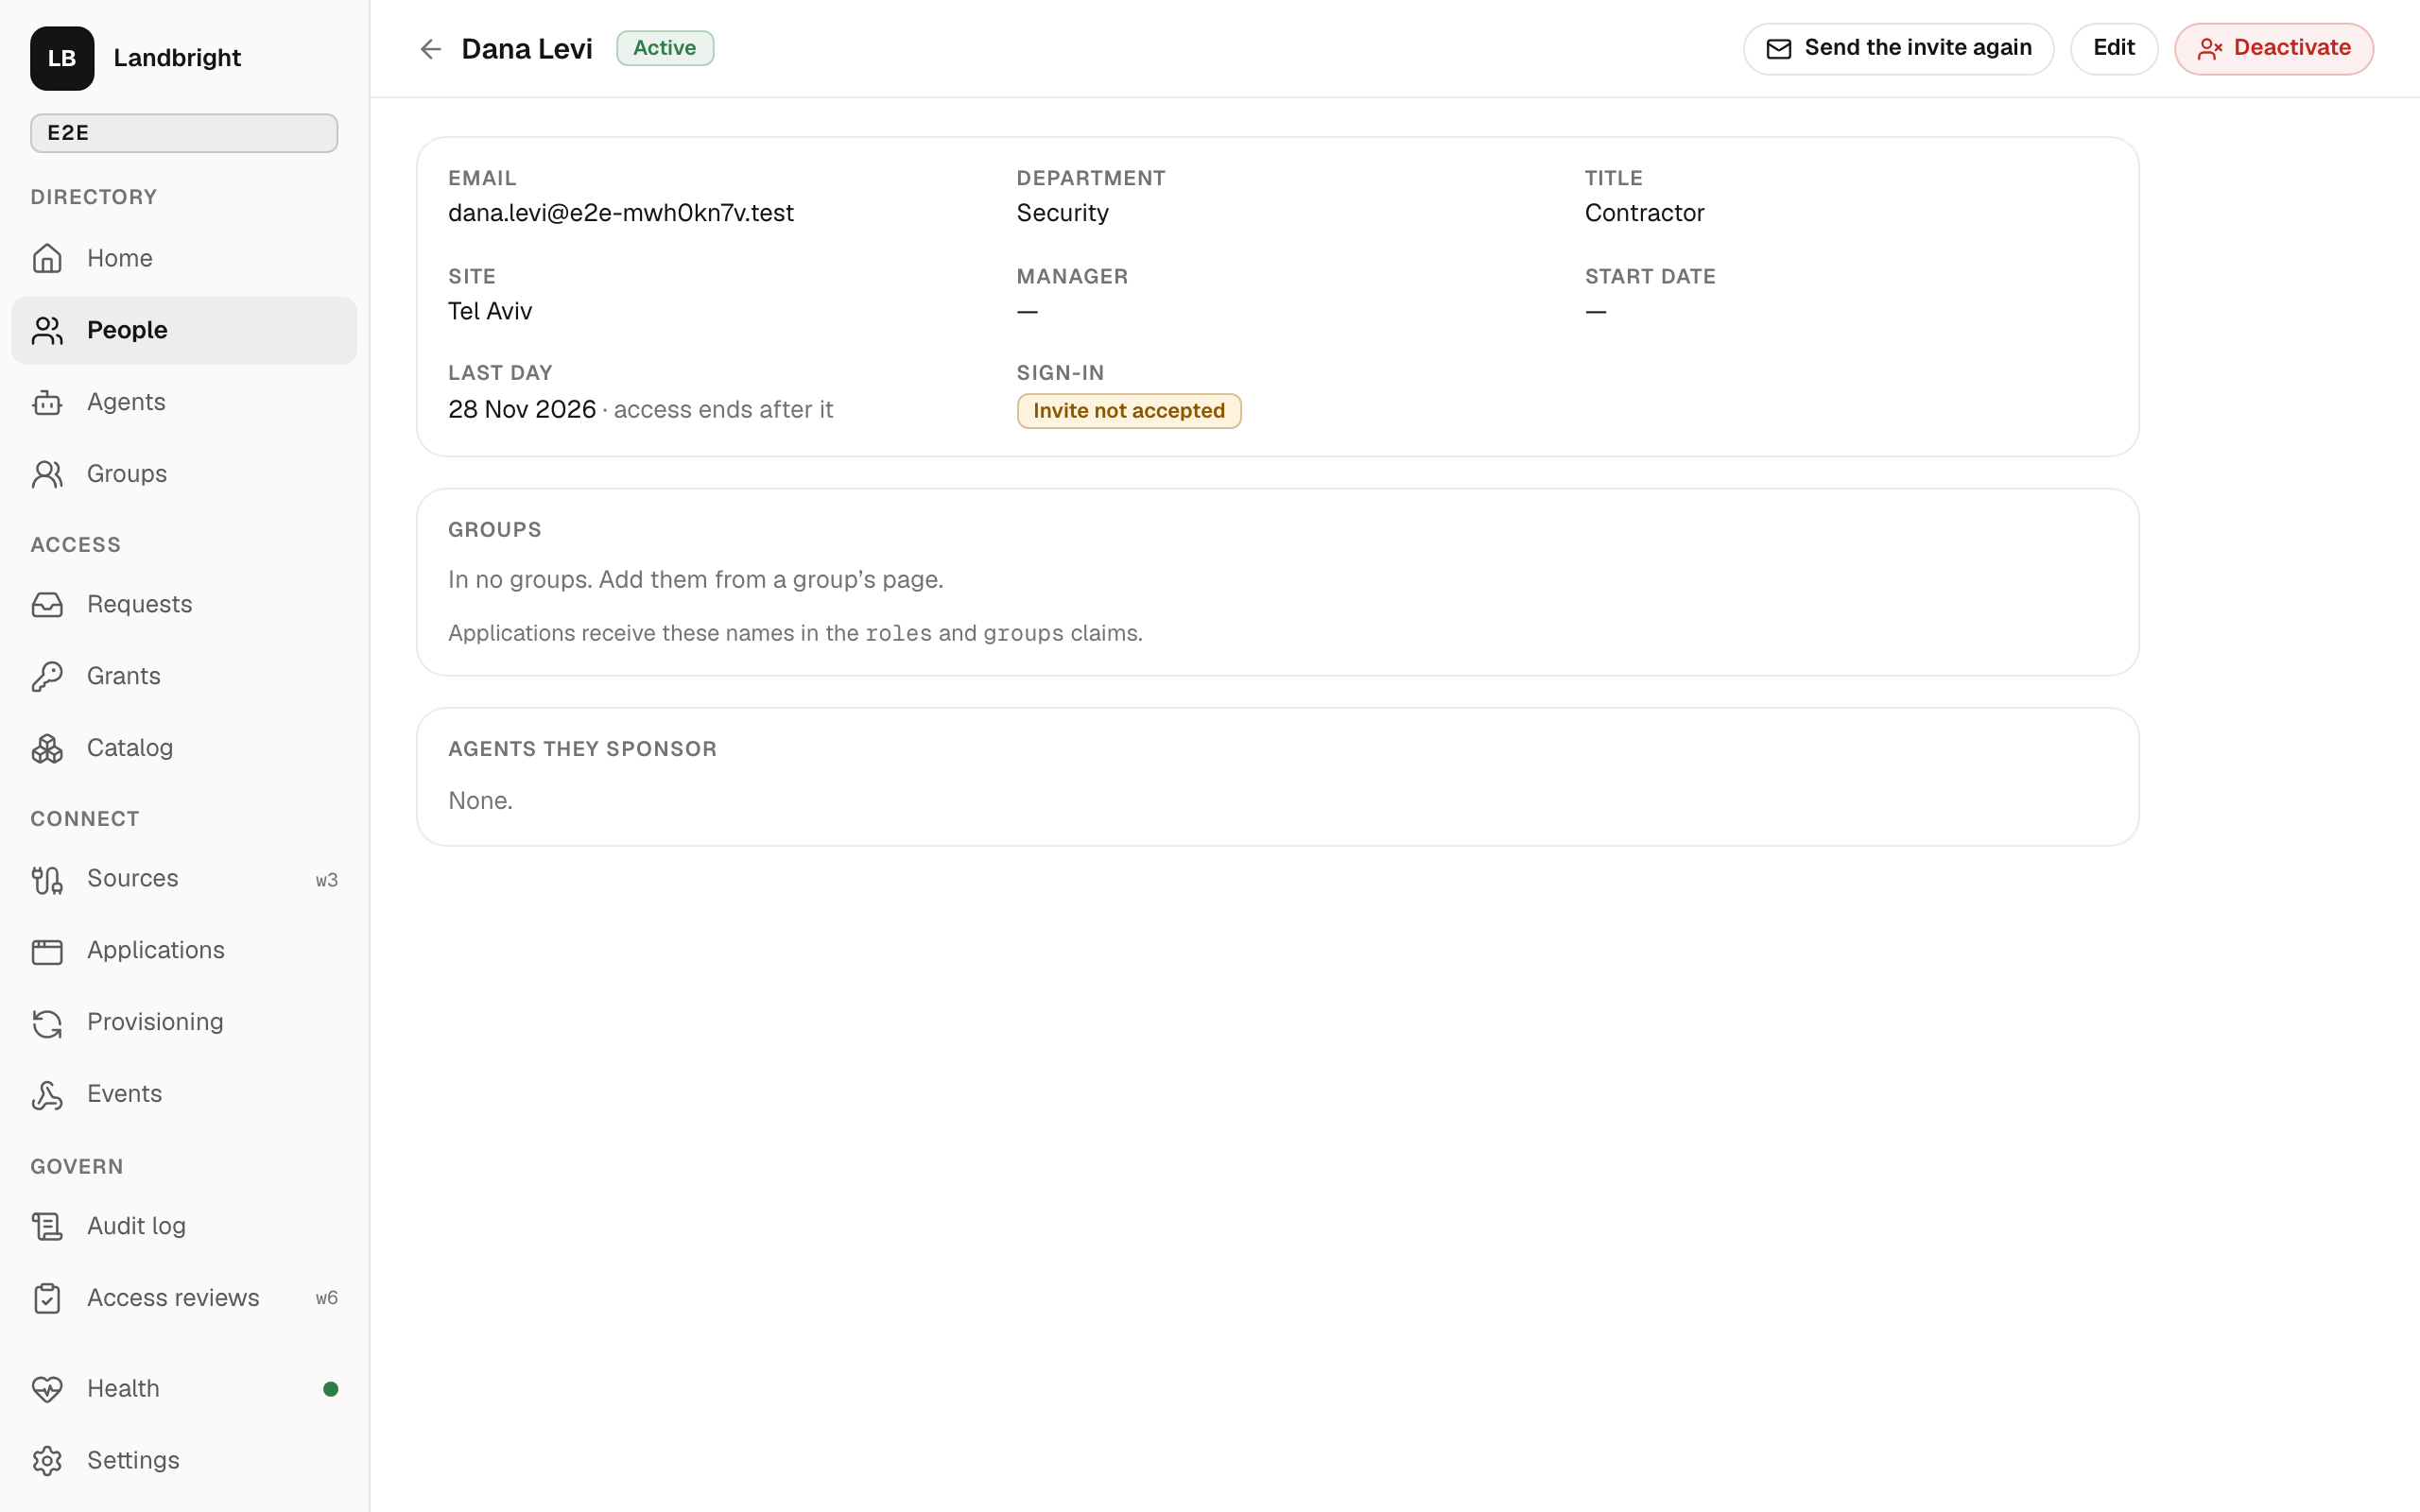 LB
Landbright
E2E
DIRECTORY
Home
People
Agents
Groups
ACCESS
Requests
Grants
Catalog
CONNECT
Sources w3
Applications
Provisioning
Events
GOVERN
Audit log
Access reviews w6
Health
Settings
Dana Levi Active
Send the invite again Edit Deactivate
EMAIL DEPARTMENT TITLE
dana.levi@e2e-mwh0kn7v.test Security Contractor
SITE MANAGER START DATE
Tel Aviv — —
LAST DAY SIGN-IN
28 Nov 2026 · access ends after it Invite not accepted
GROUPS
In no groups. Add them from a group’s page.
Applications receive these names in the roles and groups claims.
AGENTS THEY SPONSOR
None.